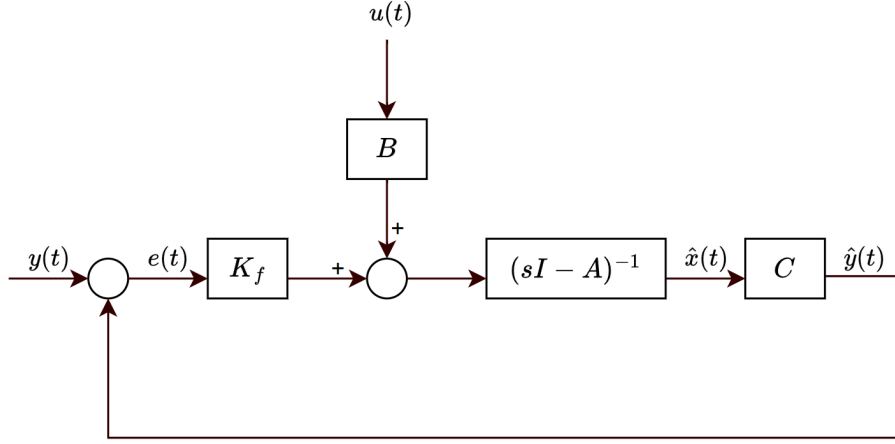 u(t)
B
+
y(t)
e(t)
K_f
+
(sI − A)^{-1}
x̂(t)
C
ŷ(t)